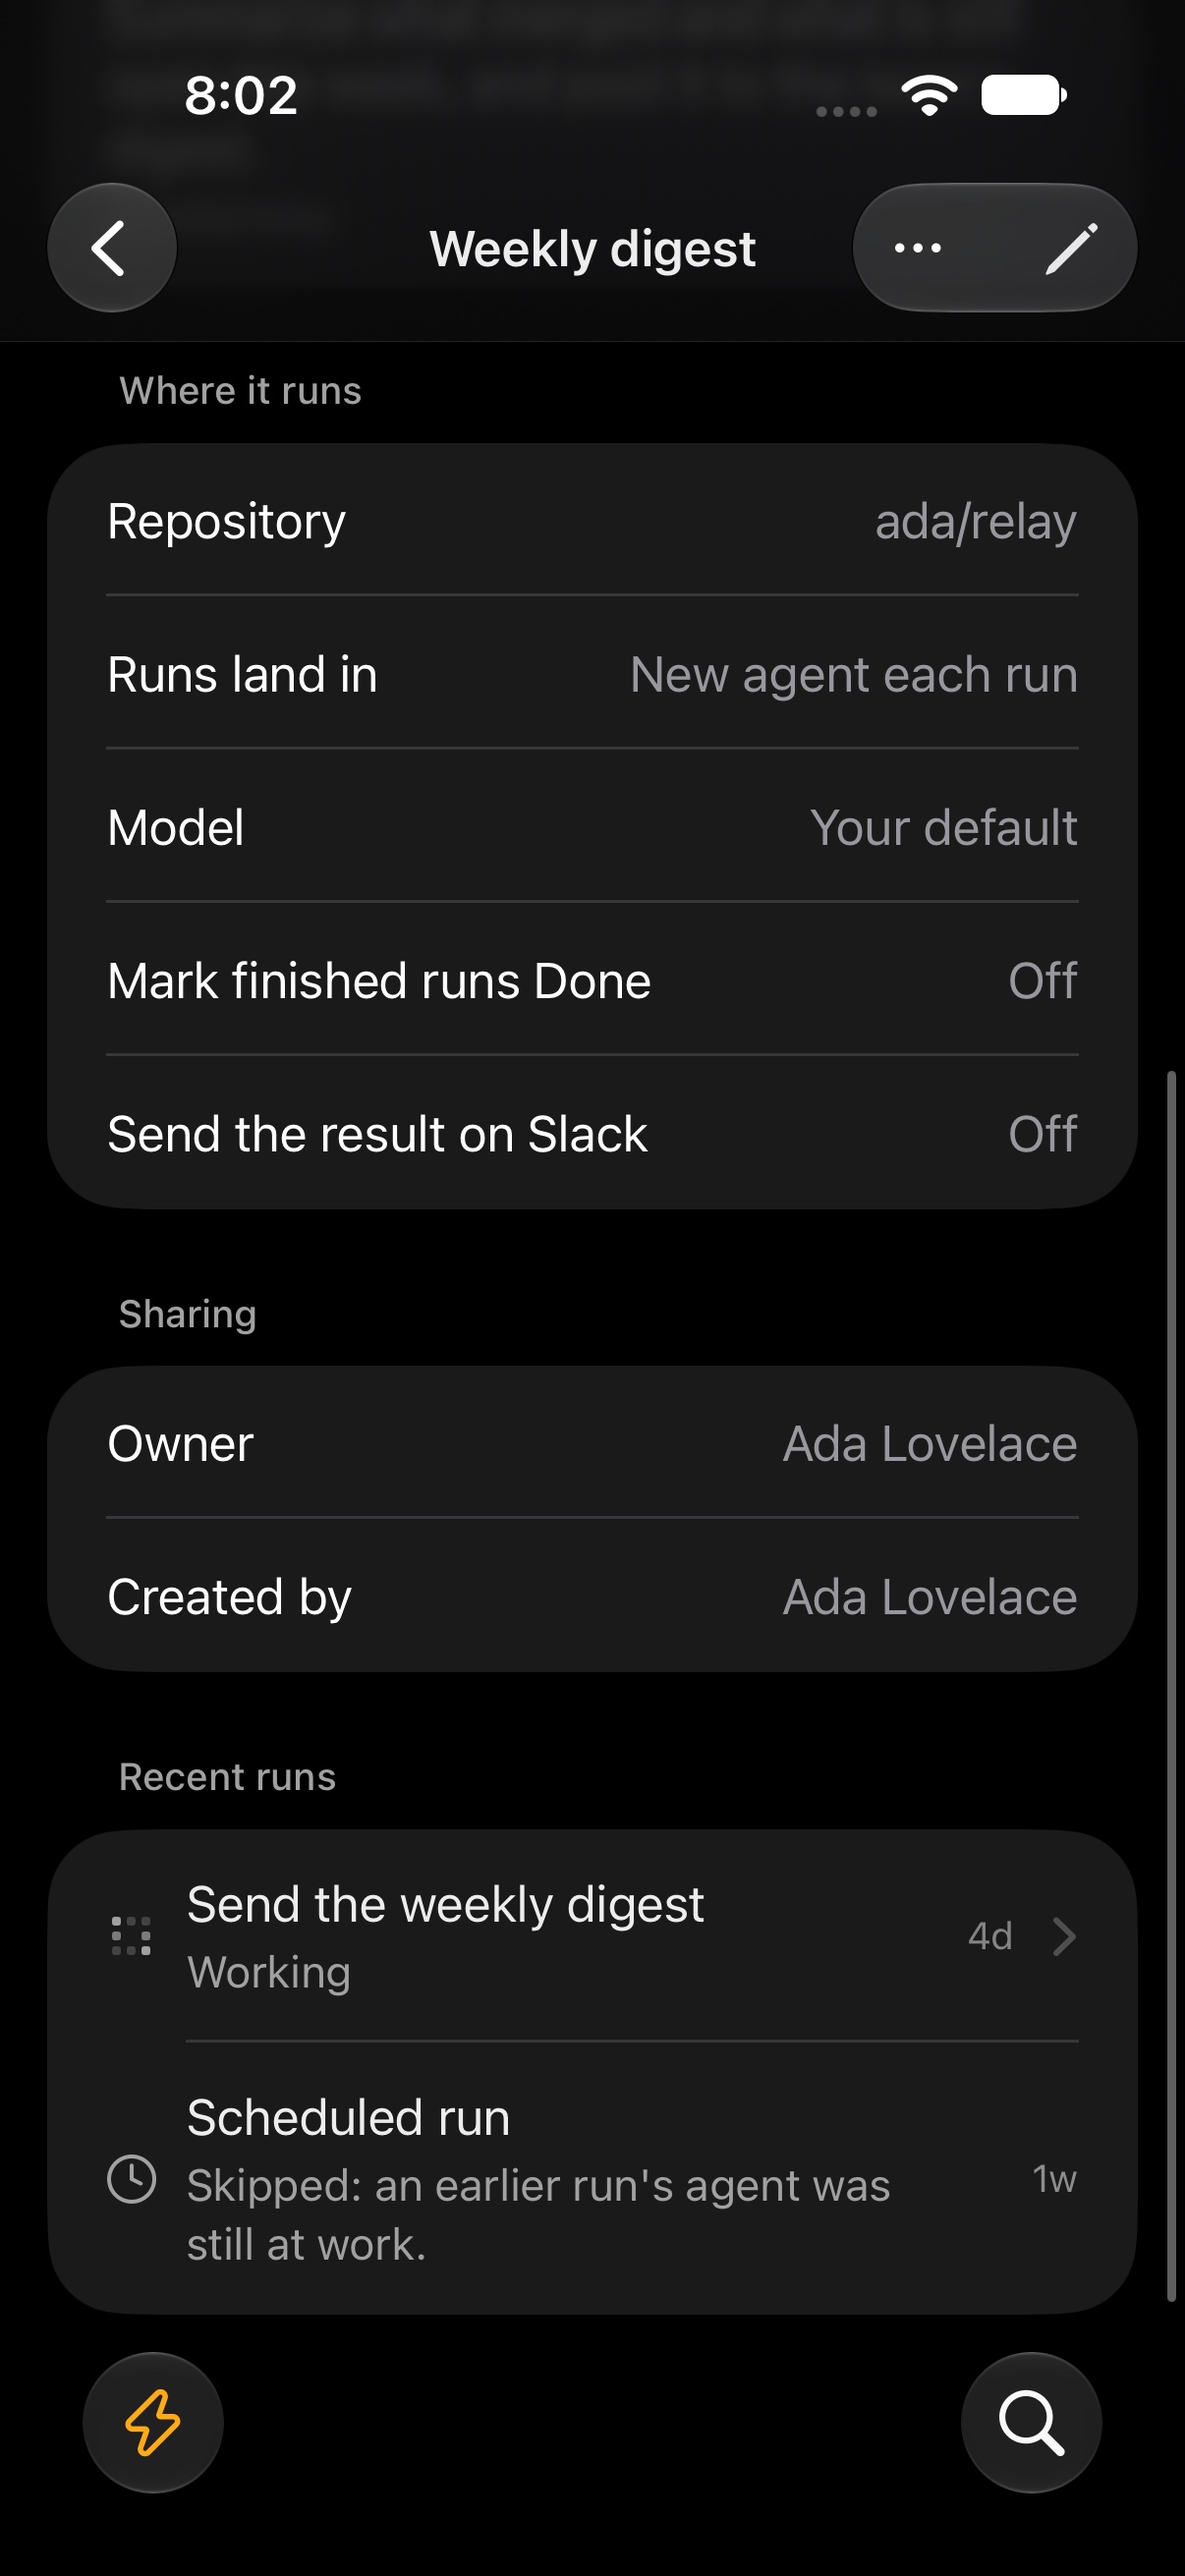 8:02
Weekly digest
Where it runs
Repository
ada/relay
Runs land in
New agent each run
Model
Your default
Mark finished runs Done
Off
Send the result on Slack
Off
Sharing
Owner
Ada Lovelace
Created by
Ada Lovelace
Recent runs
Send the weekly digest
Working
4d
Scheduled run
Skipped: an earlier run's agent was
still at work.
1w